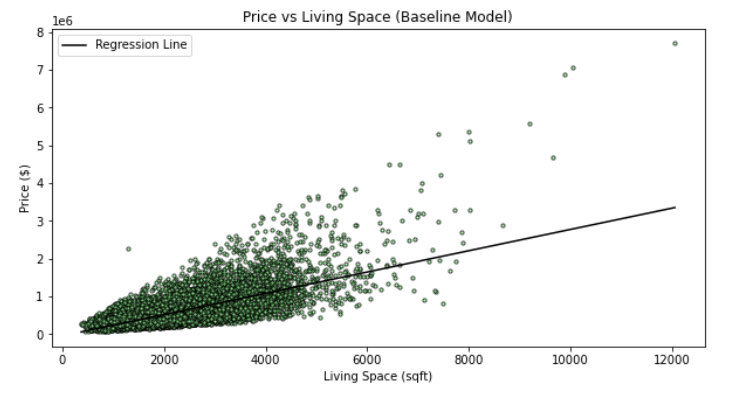 Price vs Living Space (Baseline Model)
1e6
Regression Line
8
7
6
5
4
3
2
1
0
Price ($)
0 2000 4000 6000 8000 10000 12000
Living Space (sqft)